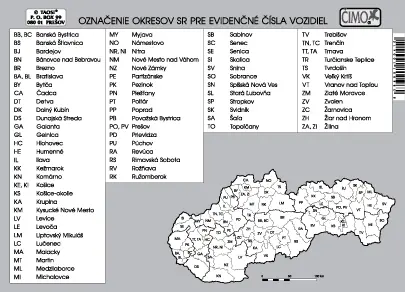 © TAOSI®
P. O. BOX 99
080 01 PREŠOV
OZNAČENIE OKRESOV SR PRE EVIDENČNÉ ČÍSLA VOZIDIEL
CIMO
BB, BC Banská Bystrica
BS Banská Štiavnica
BJ Bardejov
BN Bánovce nad Bebravou
BR Brezno
BA, BL Bratislava
BY Bytča
CA Čadca
DT Detva
DK Dolný Kubín
DS Dunajská Streda
GA Galanta
GL Gelnica
HC Hlohovec
HE Humenné
IL Ilava
KK Kežmarok
KN Komárno
KE, KI Košice
KS Košice-okolie
KA Krupina
KM Kysucké Nové Mesto
LV Levice
LE Levoča
LM Liptovský Mikuláš
LC Lučenec
MA Malacky
MT Martin
ML Medzilaborce
MI Michalovce
MY Myjava
NO Námestovo
NR, NI Nitra
NM Nové Mesto nad Váhom
NZ Nové Zámky
PE Partizánske
PK Pezinok
PN Piešťany
PT Poltár
PP Poprad
PB Považská Bystrica
PO, PV Prešov
PD Prievidza
PU Púchov
RA Revúca
RS Rimavská Sobota
RV Rožňava
RK Ružomberok
SB Sabinov
SC Senec
SE Senica
SI Skalica
SV Snina
SO Sobrance
SN Spišská Nová Ves
SL Stará Ľubovňa
SP Stropkov
SK Svidník
SA Šaľa
TO Topoľčany
TV Trebišov
TN, TC Trenčín
TT, TA Trnava
TR Turčianske Teplice
TS Tvrdošín
VK Veľký Krtíš
VT Vranov nad Topľou
ZM Zlaté Moravce
ZV Zvolen
ZC Žarnovica
ZH Žiar nad Hronom
ZA, ZI Žilina